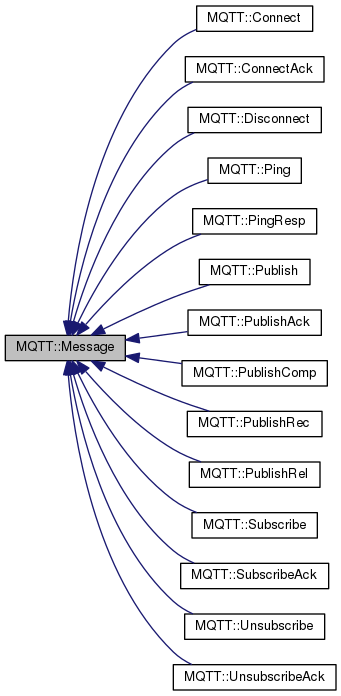 MQTT::Connect
MQTT::ConnectAck
MQTT::Disconnect
MQTT::Ping
MQTT::PingResp
MQTT::Publish
MQTT::PublishAck
MQTT::Message
MQTT::PublishComp
MQTT::PublishRec
MQTT::PublishRel
MQTT::Subscribe
MQTT::SubscribeAck
MQTT::Unsubscribe
MQTT::UnsubscribeAck